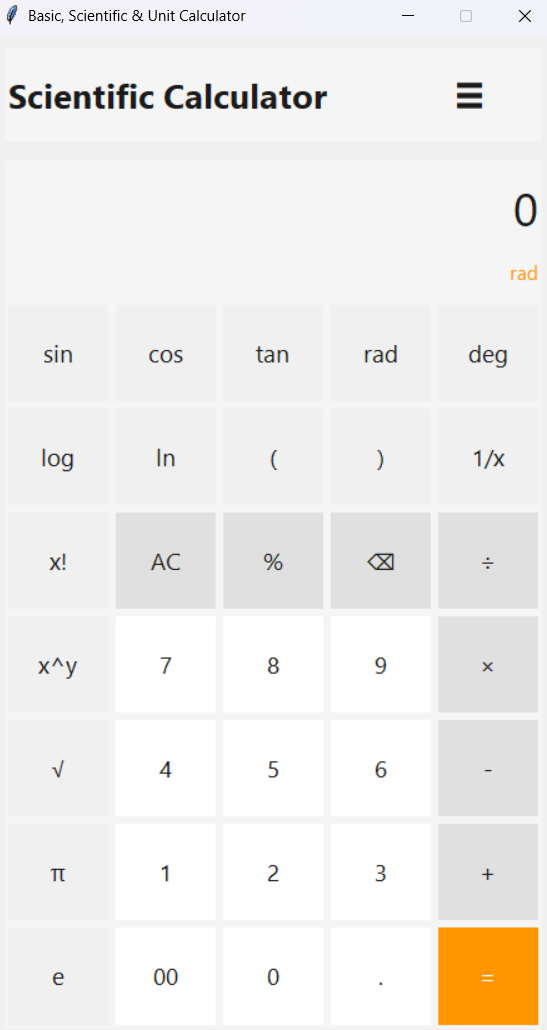 Basic, Scientific & Unit Calculator
Scientific Calculator
0
rad
sin cos tan rad deg
log ln ( ) 1/x
x! AC % ⌫ ÷
x^y 7 8 9 ×
√ 4 5 6 -
π 1 2 3 +
e 00 0 . =